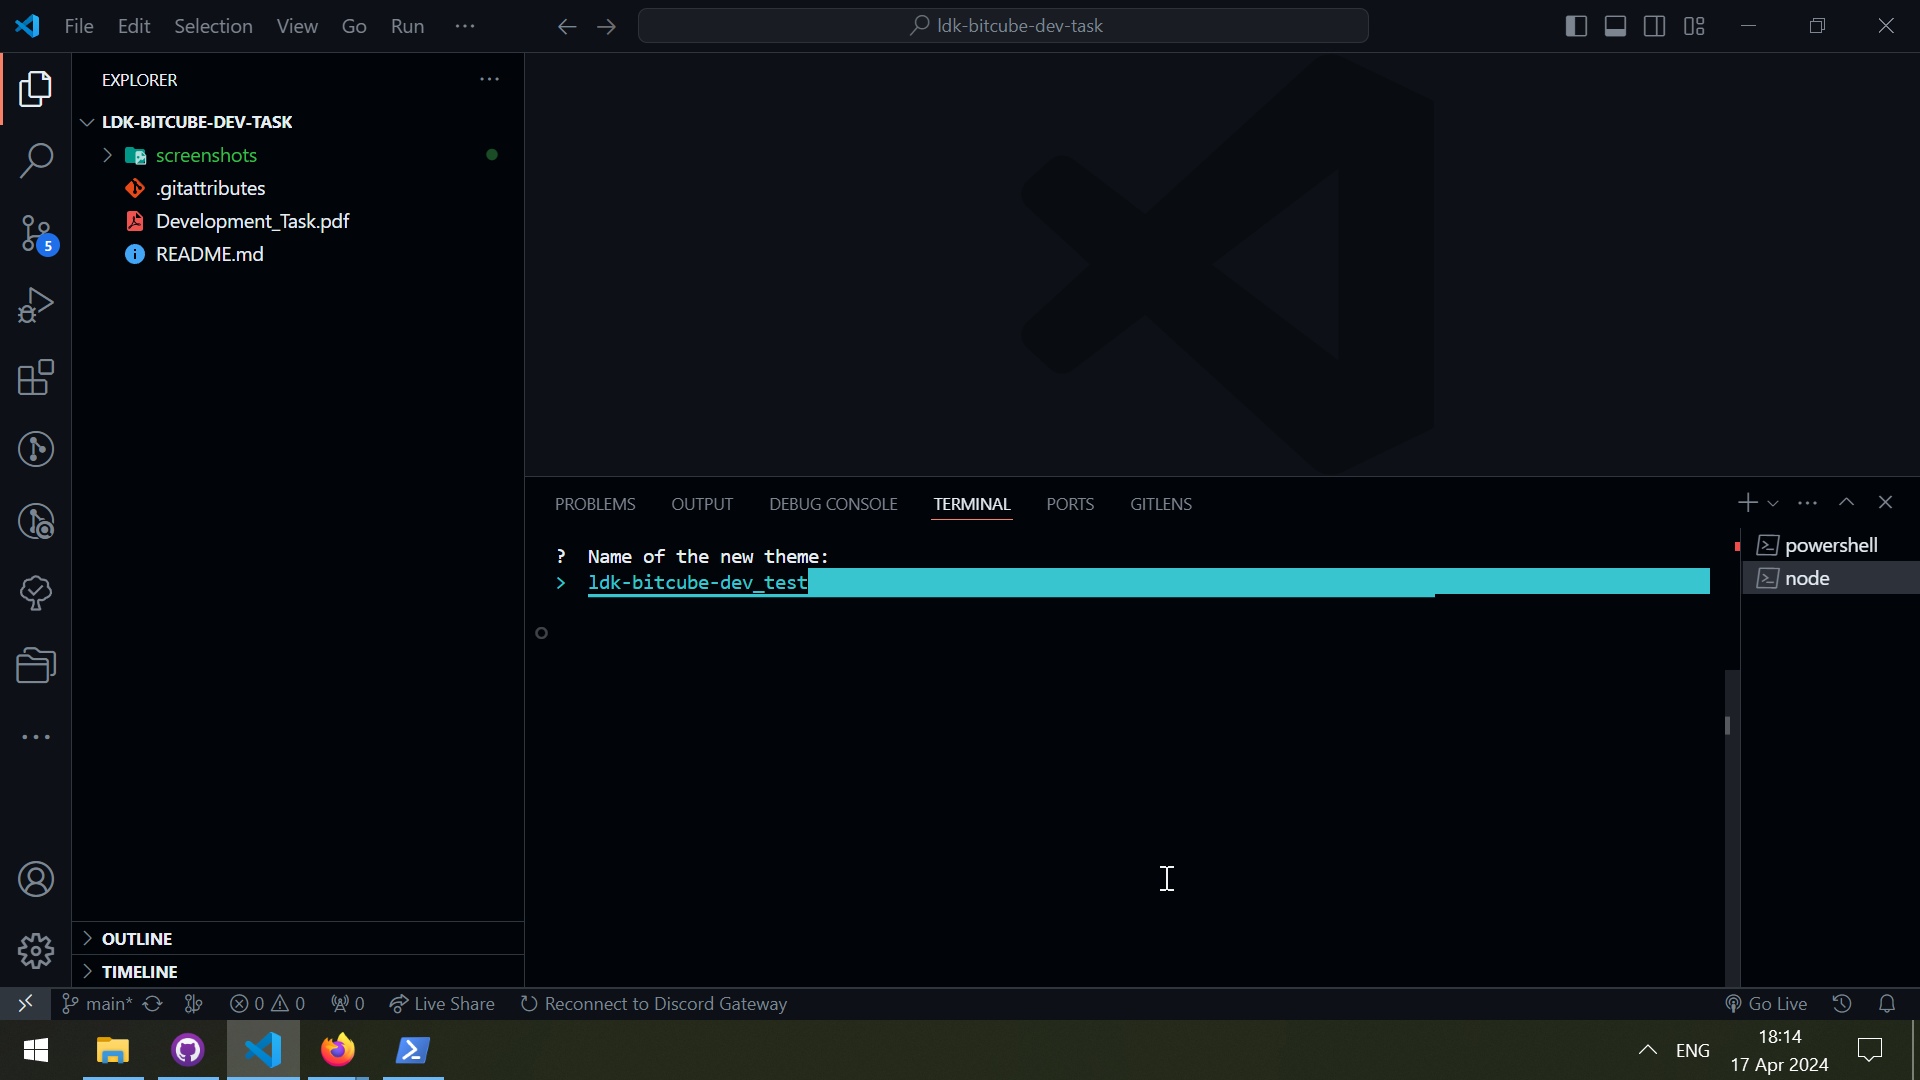 File Edit Selection View Go Run
ldk-bitcube-dev-task
EXPLORER
LDK-BITCUBE-DEV-TASK
screenshots
.gitattributes
Development_Task.pdf
README.md
5
PROBLEMS OUTPUT DEBUG CONSOLE TERMINAL PORTS GITLENS
? Name of the new theme:
> ldk-bitcube-dev_test
powershell
node
OUTLINE
TIMELINE
main* 0 0 0 Live Share Reconnect to Discord Gateway Go Live
ENG
18:14
17 Apr 2024